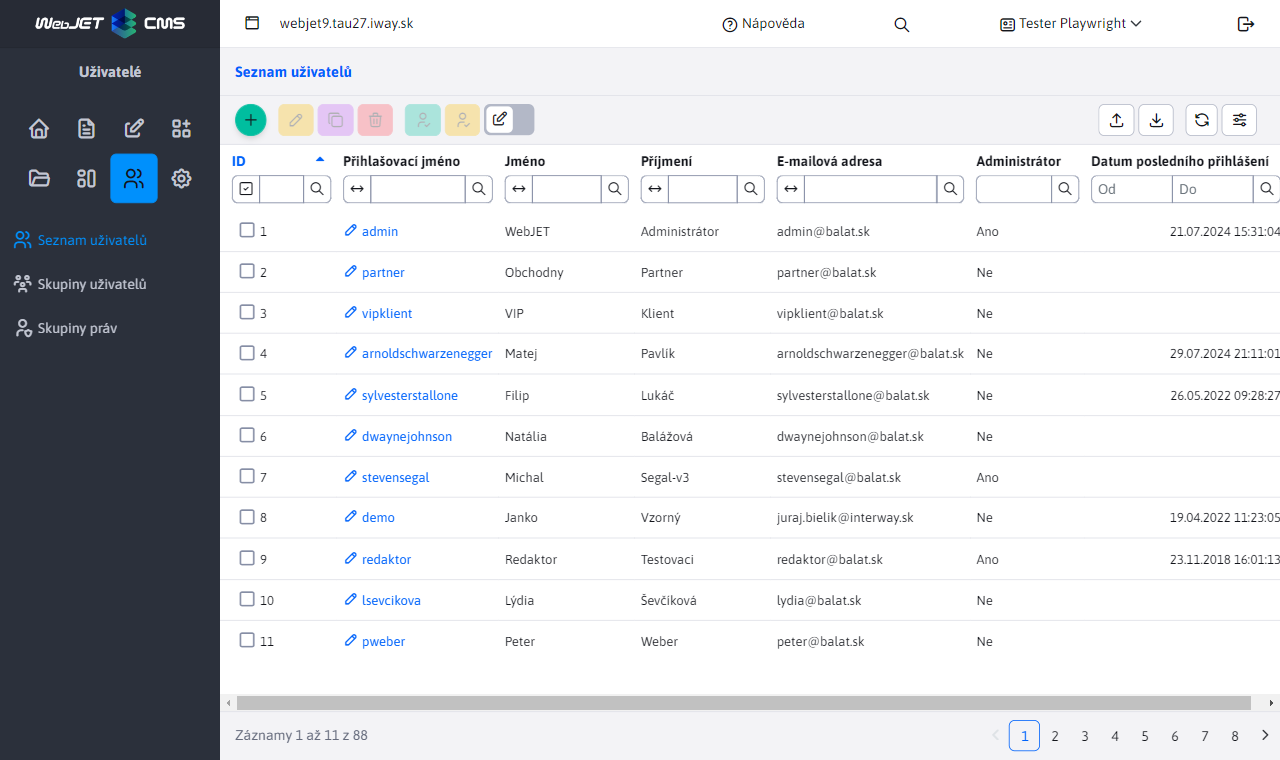 WebJET CMS
webjet9.tau27.iway.sk
Nápověda
Tester Playwright
Uživatelé
Seznam uživatelů
Skupiny uživatelů
Skupiny práv
Seznam uživatelů
ID Přihlašovací jméno Jméno Příjmení E-mailová adresa Administrátor Datum posledního přihlášení
Od Do
1 admin WebJET Administrátor admin@balat.sk Ano 21.07.2024 15:31:04
2 partner Obchodny Partner partner@balat.sk Ne
3 vipklient VIP Klient vipklient@balat.sk Ne
4 arnoldschwarzenegger Matej Pavlík arnoldschwarzenegger@balat.sk Ne 29.07.2024 21:11:01
5 sylvesterstallone Filip Lukáč sylvesterstallone@balat.sk Ne 26.05.2022 09:28:27
6 dwaynejohnson Natália Balážová dwaynejohnson@balat.sk Ne
7 stevensegal Michal Segal-v3 stevensegal@balat.sk Ano
8 demo Janko Vzorný juraj.bielik@interway.sk Ne 19.04.2022 11:23:05
9 redaktor Redaktor Testovaci redaktor@balat.sk Ano 23.11.2018 16:01:13
10 lsevcikova Lýdia Ševčíková lydia@balat.sk Ne
11 pweber Peter Weber peter@balat.sk Ne
Záznamy 1 až 11 z 88
1 2 3 4 5 6 7 8